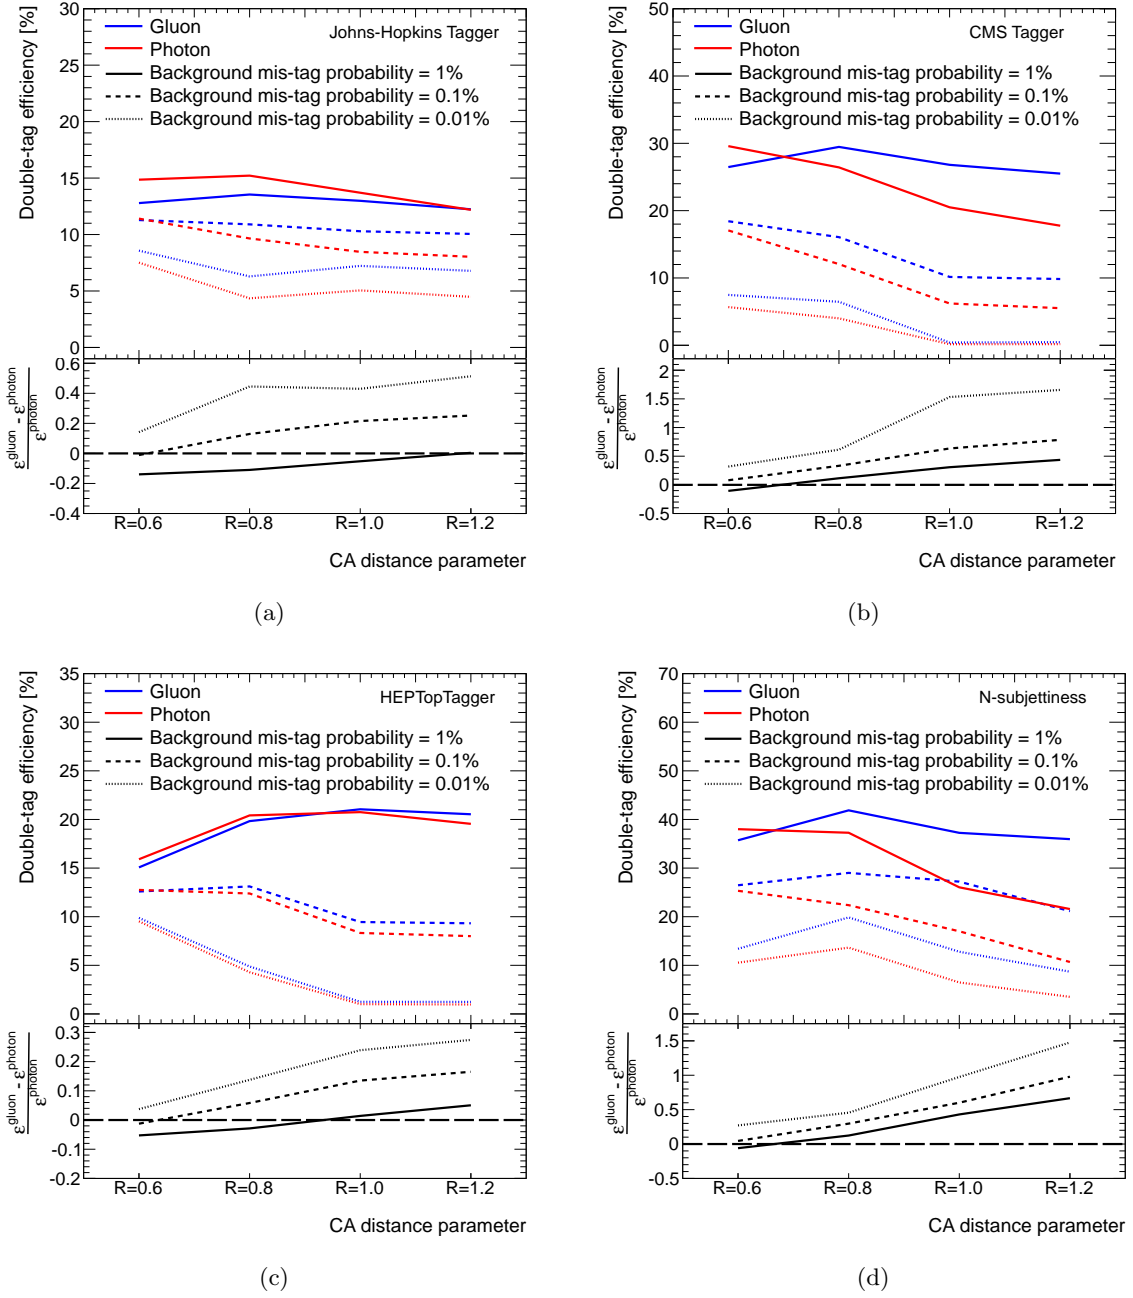 Double-tag efficiency [%]
Johns-Hopkins Tagger
Gluon
Photon
Background mis-tag probability = 1%
Background mis-tag probability = 0.1%
Background mis-tag probability = 0.01%
30
25
20
15
10
5
0
ε^gluon - ε^photon
ε^photon
0.6
0.4
0.2
0
-0.2
-0.4
R=0.6 R=0.8 R=1.0 R=1.2
CA distance parameter
(a)
Double-tag efficiency [%]
CMS Tagger
Gluon
Photon
Background mis-tag probability = 1%
Background mis-tag probability = 0.1%
Background mis-tag probability = 0.01%
50
40
30
20
10
0
ε^gluon - ε^photon
ε^photon
2
1.5
1
0.5
0
-0.5
R=0.6 R=0.8 R=1.0 R=1.2
CA distance parameter
(b)
Double-tag efficiency [%]
HEPTopTagger
Gluon
Photon
Background mis-tag probability = 1%
Background mis-tag probability = 0.1%
Background mis-tag probability = 0.01%
35
30
25
20
15
10
5
0
ε^gluon - ε^photon
ε^photon
0.3
0.2
0.1
0
-0.1
-0.2
R=0.6 R=0.8 R=1.0 R=1.2
CA distance parameter
(c)
Double-tag efficiency [%]
N-subjettiness
Gluon
Photon
Background mis-tag probability = 1%
Background mis-tag probability = 0.1%
Background mis-tag probability = 0.01%
70
60
50
40
30
20
10
0
ε^gluon - ε^photon
ε^photon
1.5
1
0.5
0
-0.5
R=0.6 R=0.8 R=1.0 R=1.2
CA distance parameter
(d)